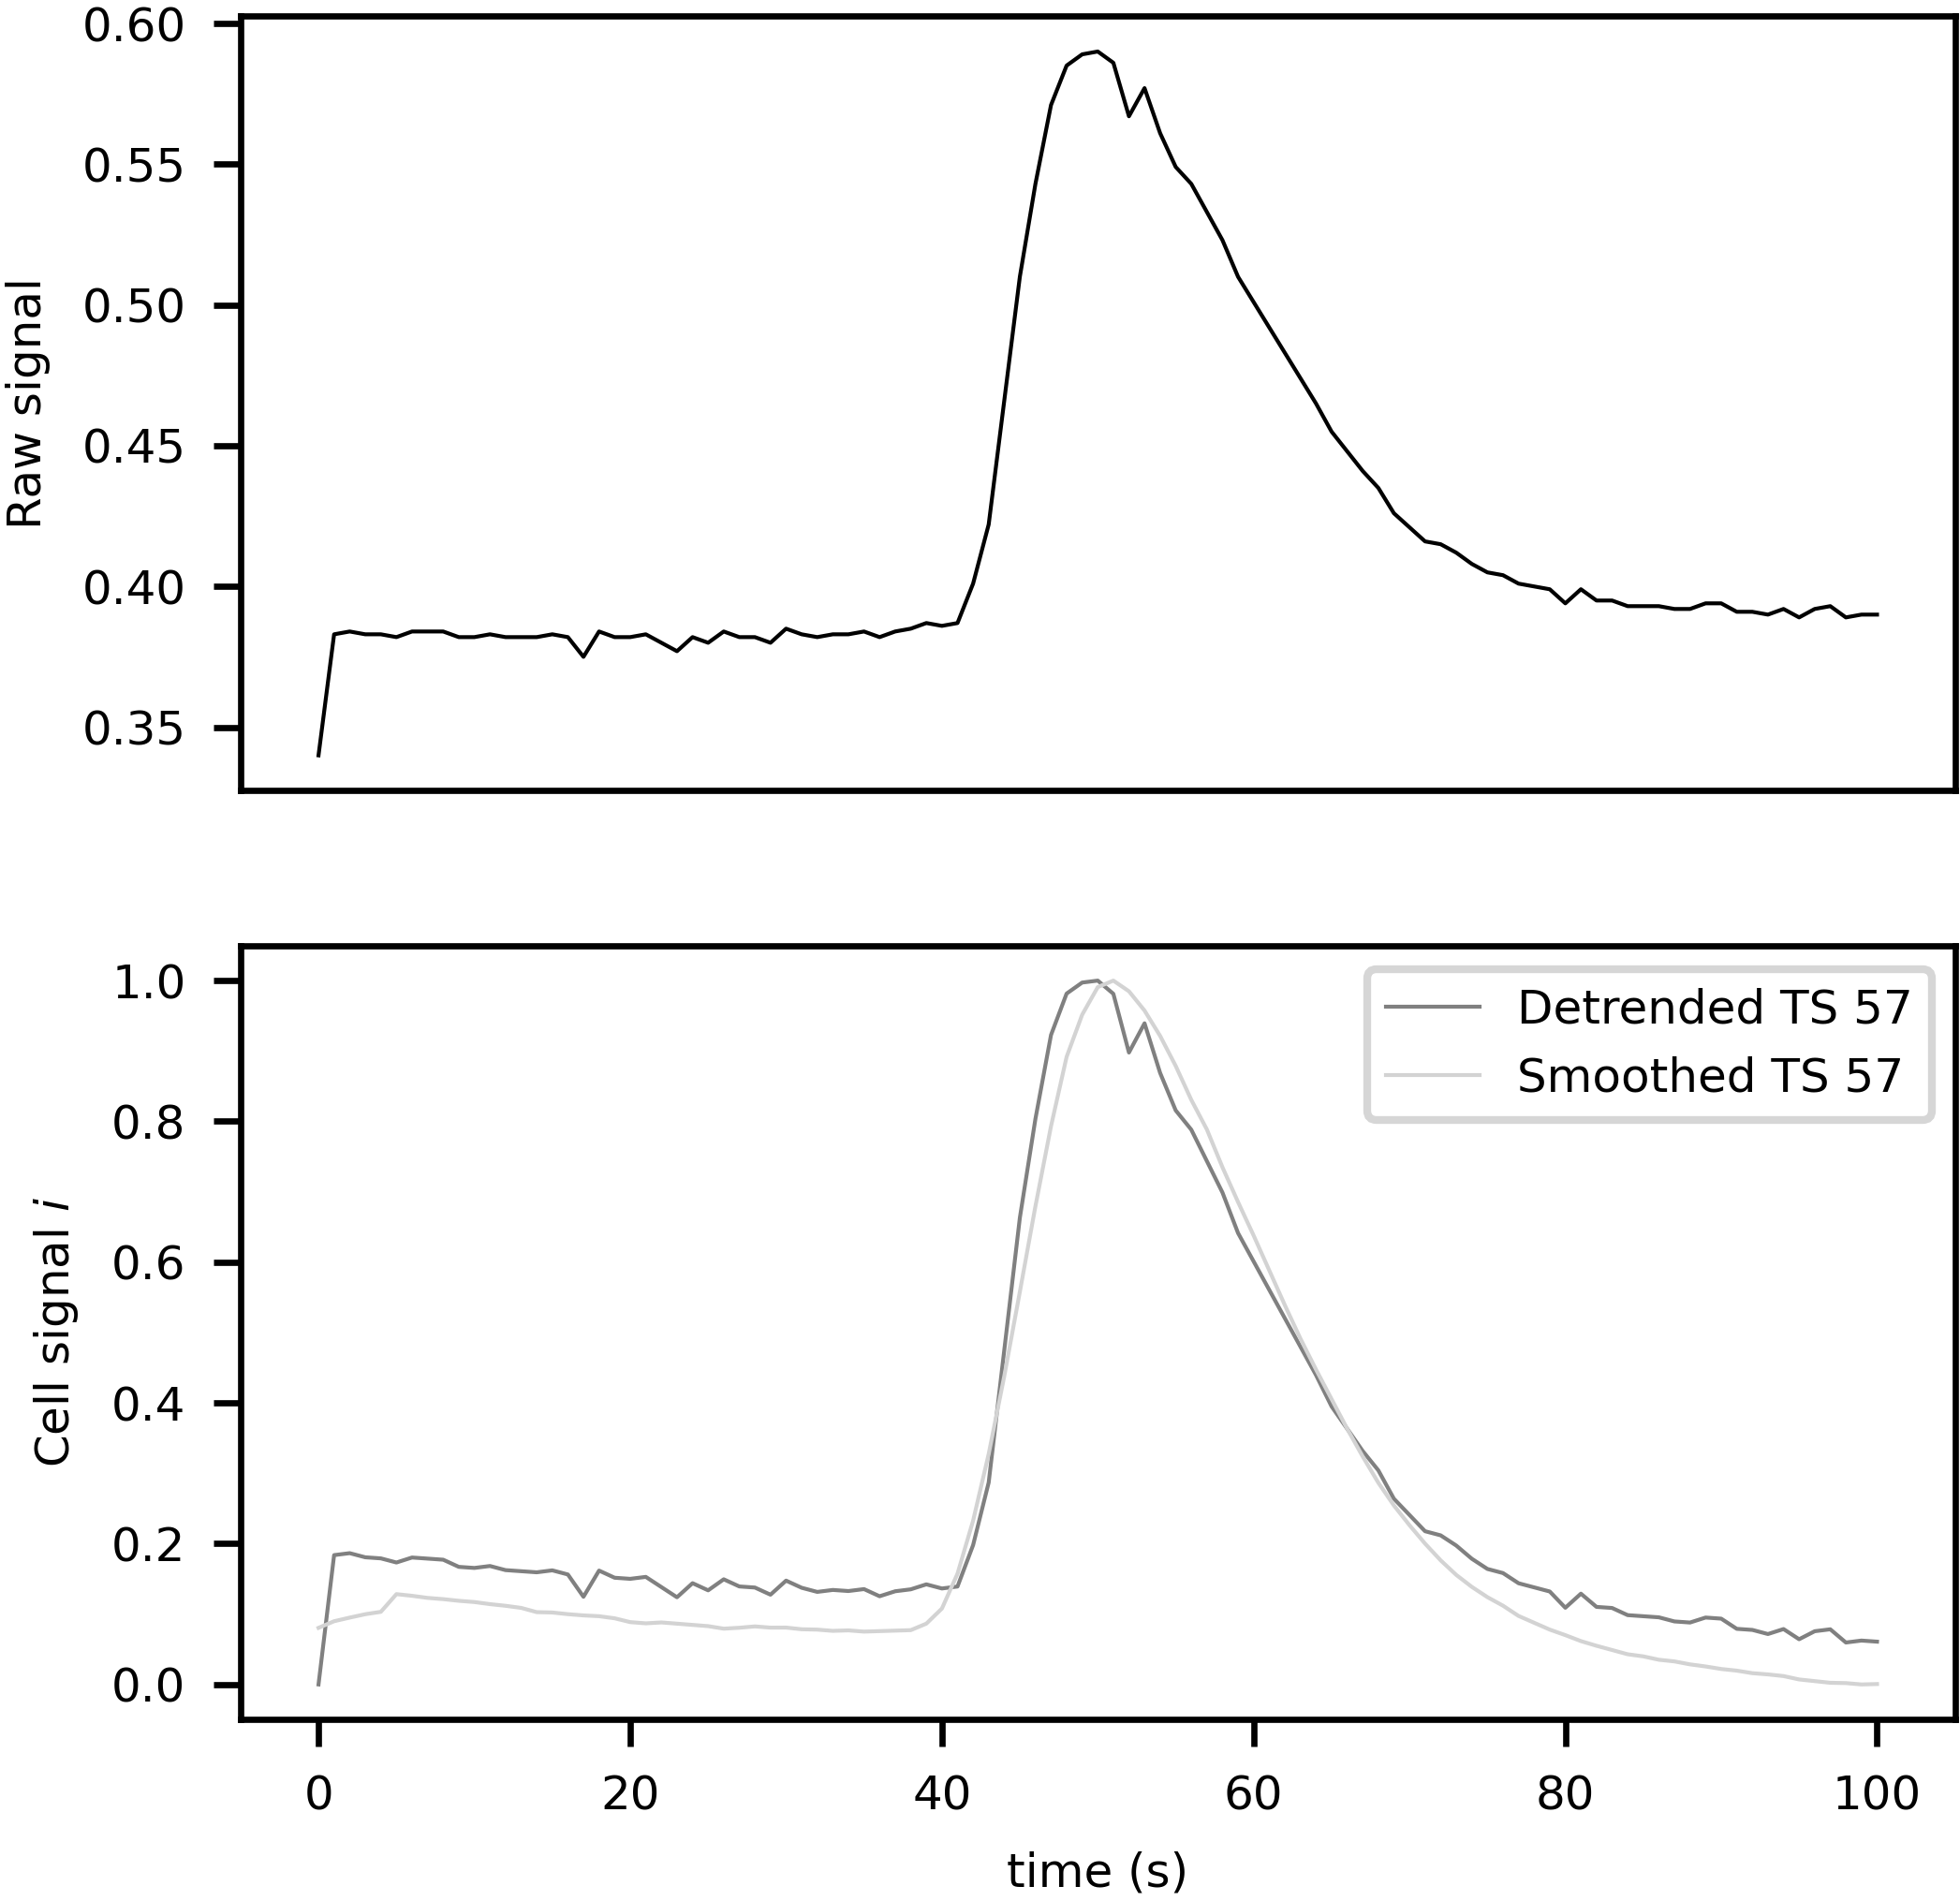 0.60
0.55
0.50
0.45
0.40
0.35
Raw signal
1.0
0.8
0.6
0.4
0.2
0.0
Cell signal i
Detrended TS 57
Smoothed TS 57
0 20 40 60 80 100
time (s)